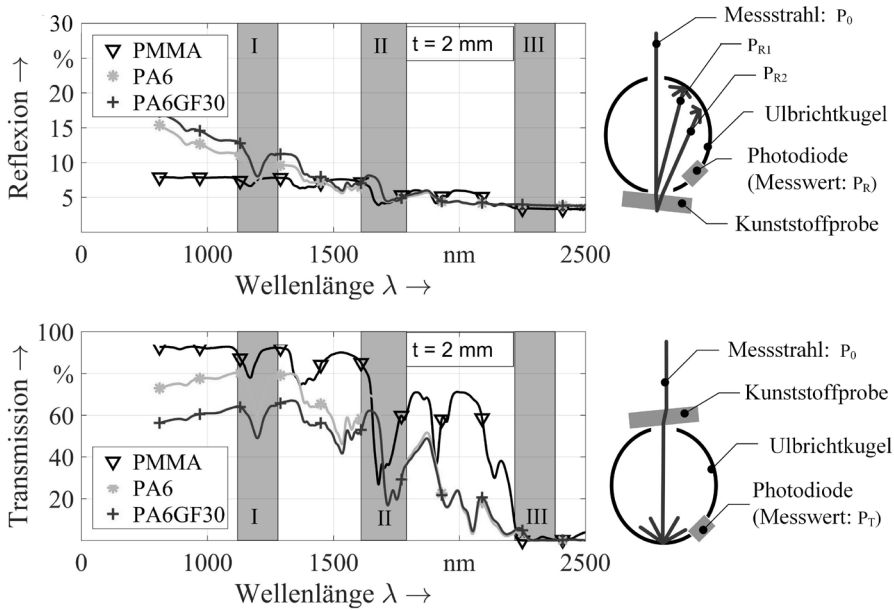 30
%
20
15
10
5
Reflexion →
I
II
t = 2 mm
III
PMMA
PA6
PA6GF30
0
1000
1500
nm
2500
Wellenlänge λ →
Messstrahl: P0
PR1
PR2
Ulbrichtkugel
Photodiode
(Messwert: PR)
Kunststoffprobe
100
%
60
40
20
Transmission →
t = 2 mm
PMMA
PA6
PA6GF30
I
II
III
0
1000
1500
nm
2500
Wellenlänge λ →
Messstrahl: P0
Kunststoffprobe
Ulbrichtkugel
Photodiode
(Messwert: PT)